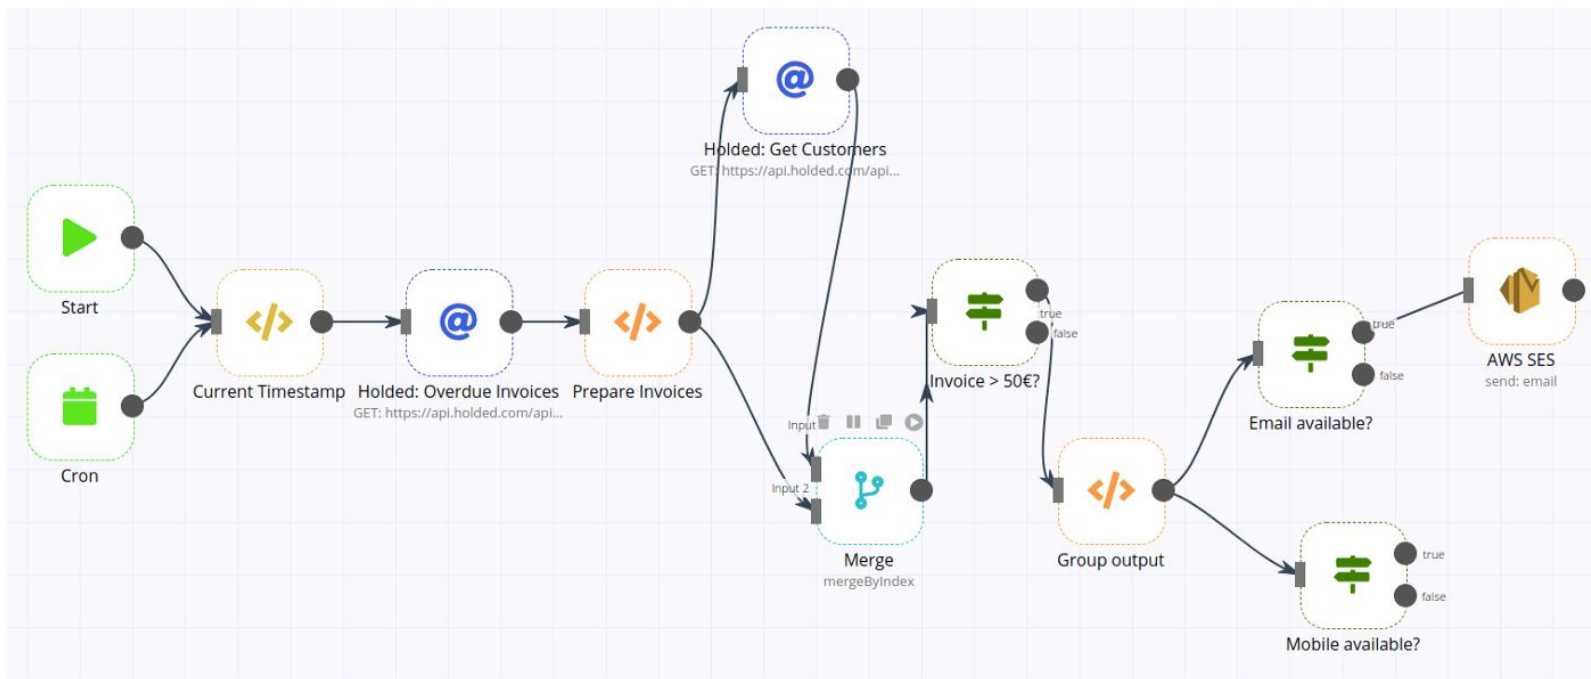 Holded: Get Customers
GET: https://api.holded.com/api...
Start
Cron
Current Timestamp
Holded: Overdue Invoices
GET: https://api.holded.com/api...
Prepare Invoices
Input
Input 2
Merge
mergeByIndex
true
false
Invoice > 50€?
Group output
true
false
Email available?
true
false
Mobile available?
AWS SES
send: email